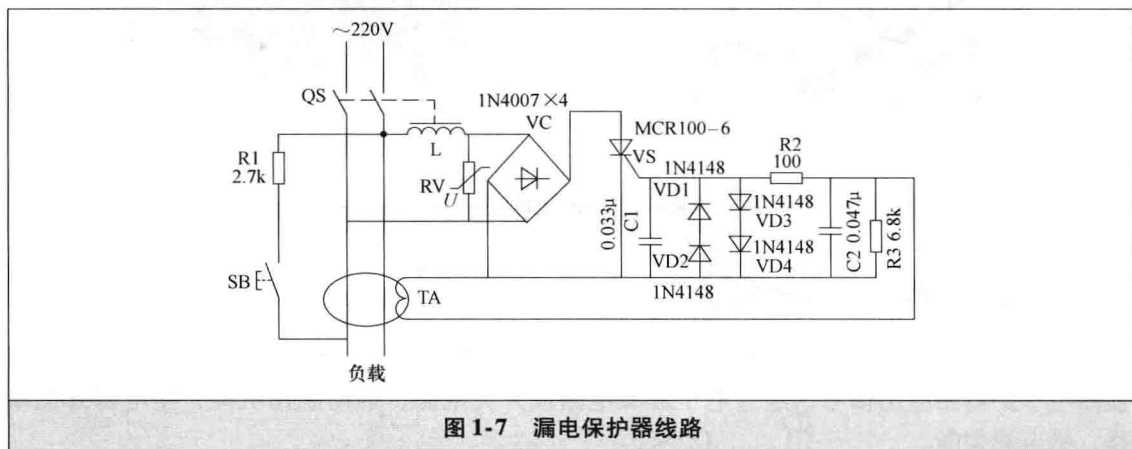 ～220V
QS
1N4007×4
VC
MCR100-6
VS
R1
2.7k
L
RV
U
1N4148
VD1
R2
100
1N4148
VD3
0.033μ
C1
VD2
1N4148
1N4148
VD4
C2 0.047μ
R3 6.8k
SB
TA
负载
图1-7 漏电保护器线路